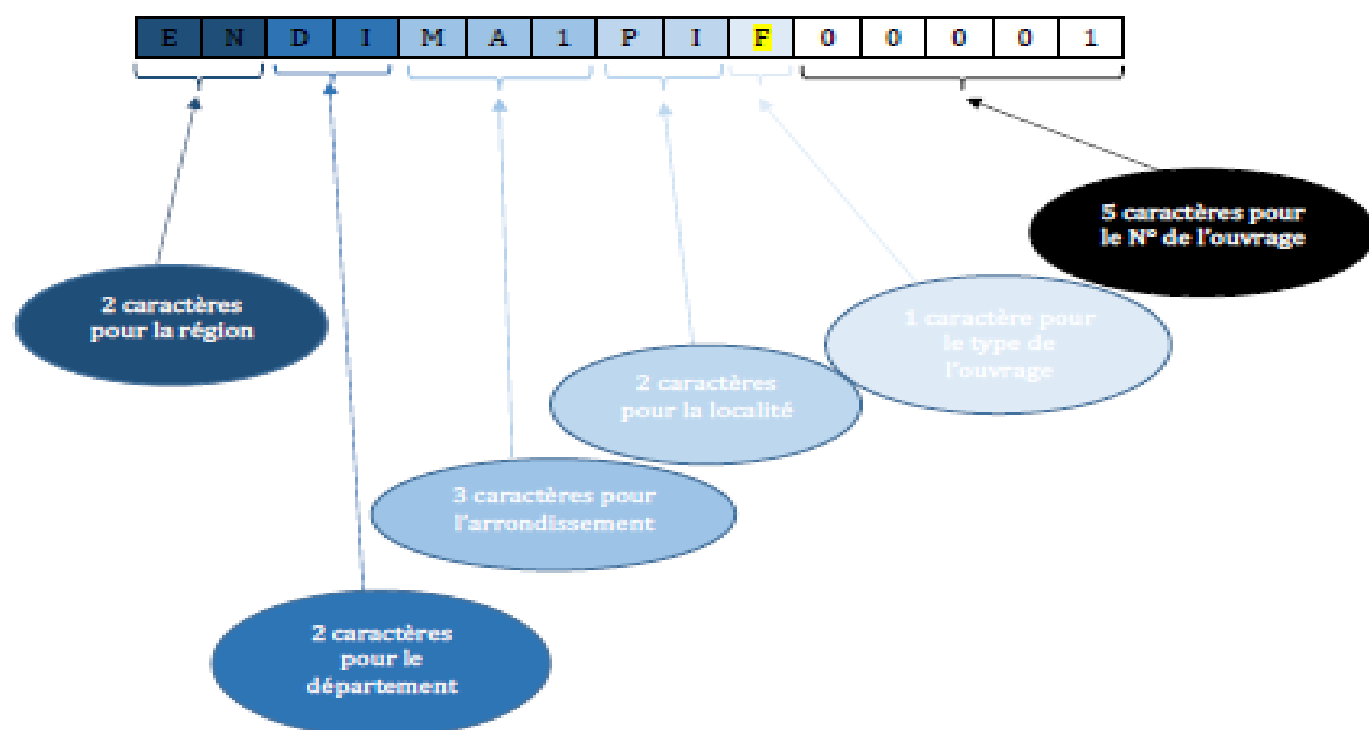 E N D I M A 1 P I F 0 0 0 0 1
5 caractères pour
le N° de l'ouvrage
2 caractères
pour la région
1 caractère pour
le type de
l'ouvrage
2 caractères
pour la localité
3 caractères pour
l'arrondissement
2 caractères
pour le
département